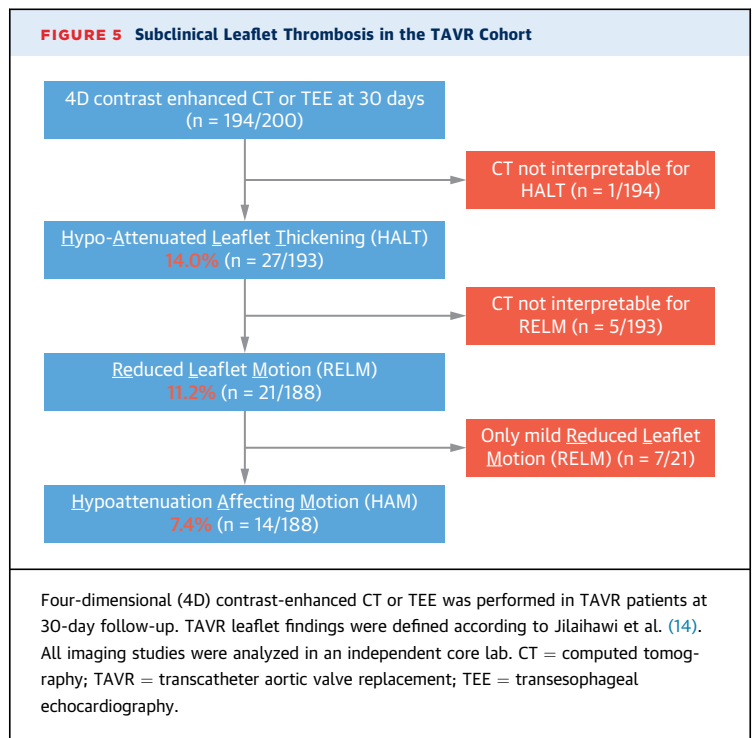 FIGURE 5 Subclinical Leaflet Thrombosis in the TAVR Cohort
4D contrast enhanced CT or TEE at 30 days
(n = 194/200)
CT not interpretable for
HALT (n = 1/194)
Hypo-Attenuated Leaflet Thickening (HALT)
14.0% (n = 27/193)
CT not interpretable for
RELM (n = 5/193)
Reduced Leaflet Motion (RELM)
11.2% (n = 21/188)
Only mild Reduced Leaflet
Motion (RELM) (n = 7/21)
Hypoattenuation Affecting Motion (HAM)
7.4% (n = 14/188)
Four-dimensional (4D) contrast-enhanced CT or TEE was performed in TAVR patients at
30-day follow-up. TAVR leaflet findings were defined according to Jilaihawi et al. (14).
All imaging studies were analyzed in an independent core lab. CT = computed tomog-
raphy; TAVR = transcatheter aortic valve replacement; TEE = transesophageal
echocardiography.